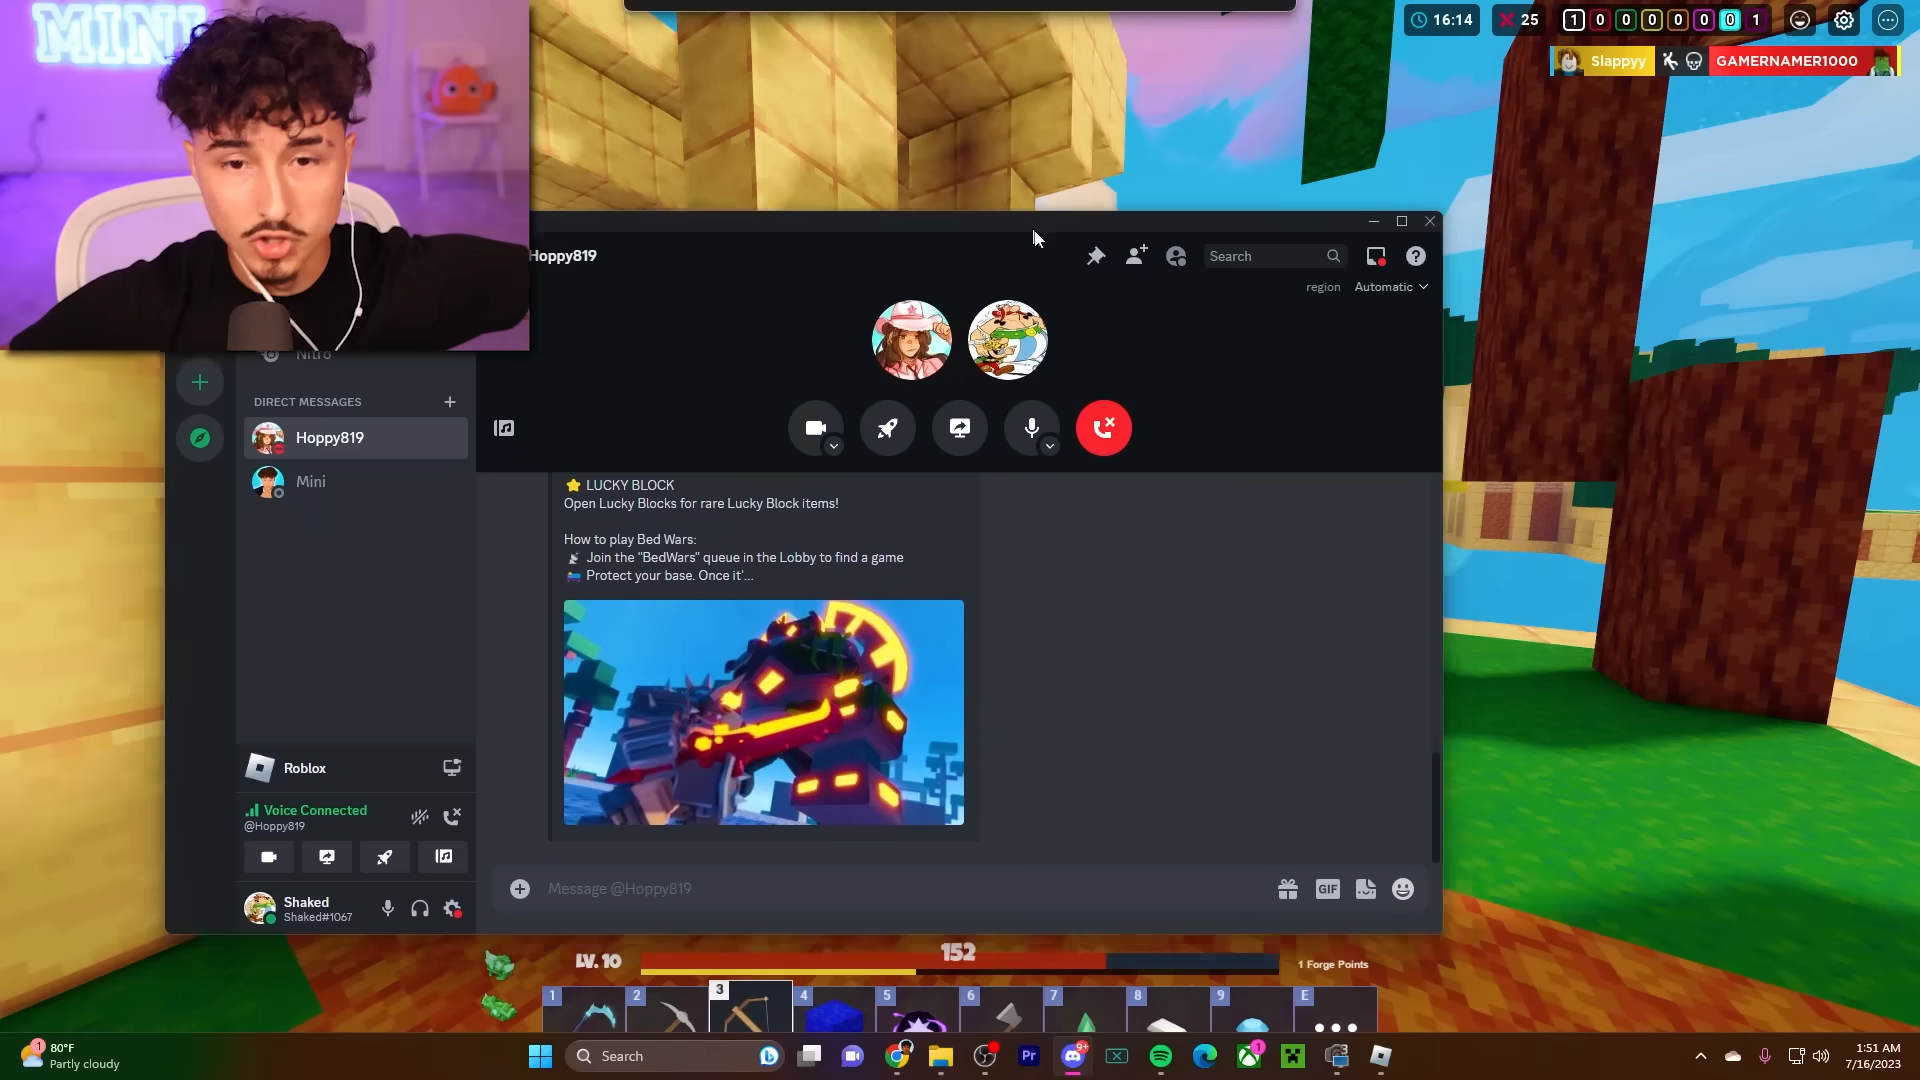 MINI
16:14
25
1 0 0 0 0 0 0 1
Slappyy
GAMERNAMER1000
Hoppy819
Search
region Automatic
Nitro
DIRECT MESSAGES
Hoppy819
Mini
LUCKY BLOCK
Open Lucky Blocks for rare Lucky Block items!
How to play Bed Wars:
Join the "BedWars" queue in the Lobby to find a game
Protect your base. Once it'...
Roblox
Voice Connected
@Hoppy819
Shaked
Shaked#1067
Message @Hoppy819
GIF
LV. 10
152
1 Forge Points
1 2 3 4 5 6 7 8 9 E
1
80°F
Partly cloudy
Search
Pr
9+
1
1:51 AM
7/16/2023